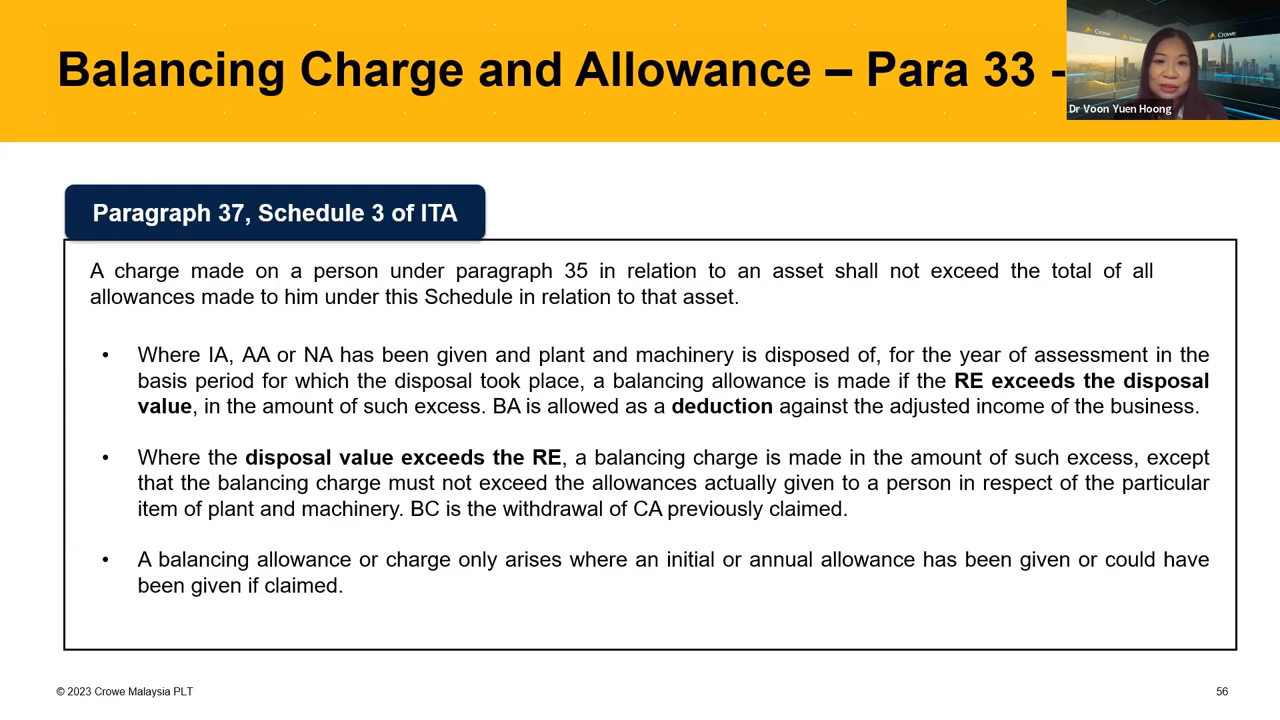 Balancing Charge and Allowance – Para 33 -
Crowe
Crowe
Crowe
Dr Voon Yuen Hoong
Paragraph 37, Schedule 3 of ITA
A charge made on a person under paragraph 35 in relation to an asset shall not exceed the total of all
allowances made to him under this Schedule in relation to that asset.
• Where IA, AA or NA has been given and plant and machinery is disposed of, for the year of assessment in the
basis period for which the disposal took place, a balancing allowance is made if the RE exceeds the disposal
value, in the amount of such excess. BA is allowed as a deduction against the adjusted income of the business.
• Where the disposal value exceeds the RE, a balancing charge is made in the amount of such excess, except
that the balancing charge must not exceed the allowances actually given to a person in respect of the particular
item of plant and machinery. BC is the withdrawal of CA previously claimed.
• A balancing allowance or charge only arises where an initial or annual allowance has been given or could have
been given if claimed.
© 2023 Crowe Malaysia PLT
56